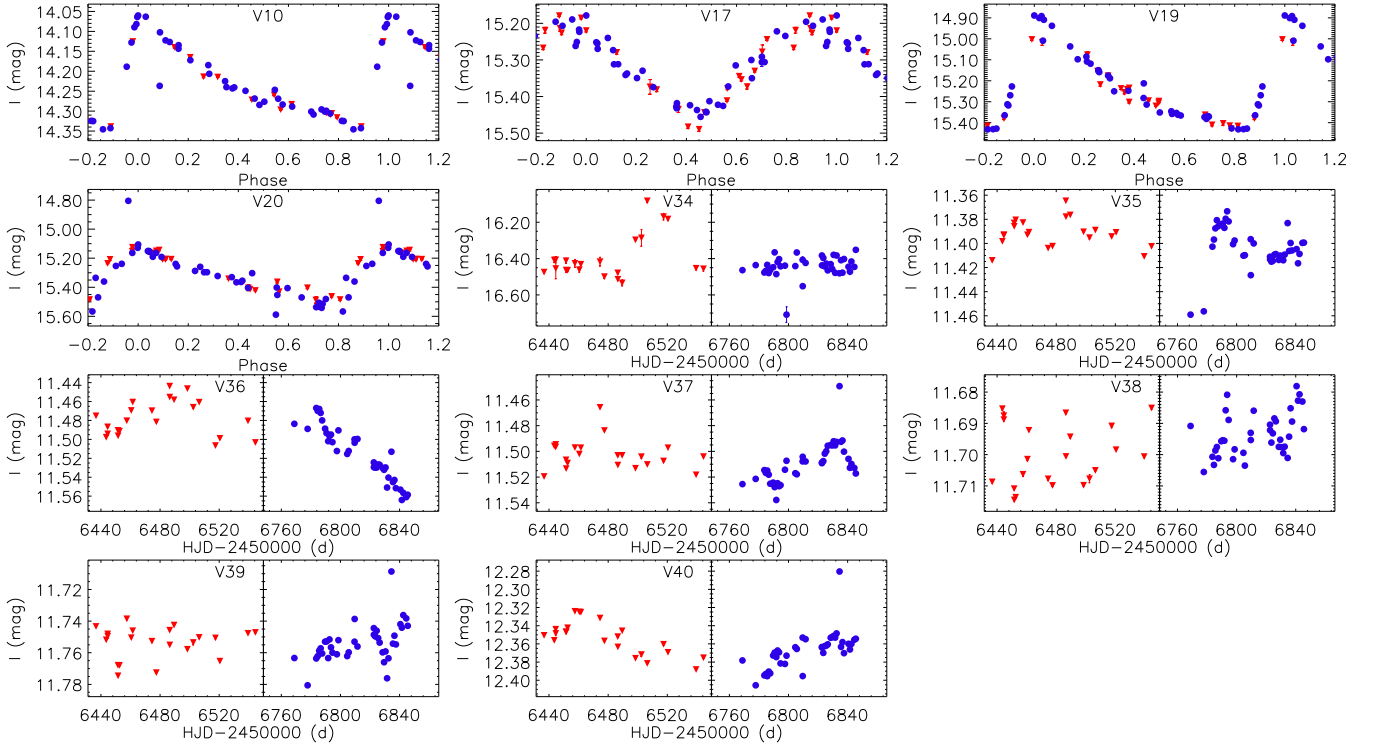 V10
I (mag)
14.05
14.10
14.15
14.20
14.25
14.30
14.35
−0.2 0.0 0.2 0.4 0.6 0.8 1.0 1.2
Phase
V17
I (mag)
15.20
15.30
15.40
15.50
−0.2 0.0 0.2 0.4 0.6 0.8 1.0 1.2
Phase
V19
I (mag)
14.90
15.00
15.10
15.20
15.30
15.40
−0.2 0.0 0.2 0.4 0.6 0.8 1.0 1.2
Phase
V20
I (mag)
14.80
15.00
15.20
15.40
15.60
−0.2 0.0 0.2 0.4 0.6 0.8 1.0 1.2
Phase
V34
I (mag)
16.20
16.40
16.60
6440 6480 6520 6760 6800 6840
HJD−2450000 (d)
V35
I (mag)
11.36
11.38
11.40
11.42
11.44
11.46
6440 6480 6520 6760 6800 6840
HJD−2450000 (d)
V36
I (mag)
11.44
11.46
11.48
11.50
11.52
11.54
11.56
6440 6480 6520 6760 6800 6840
HJD−2450000 (d)
V37
I (mag)
11.46
11.48
11.50
11.52
11.54
6440 6480 6520 6760 6800 6840
HJD−2450000 (d)
V38
I (mag)
11.68
11.69
11.70
11.71
6440 6480 6520 6760 6800 6840
HJD−2450000 (d)
V39
I (mag)
11.72
11.74
11.76
11.78
6440 6480 6520 6760 6800 6840
HJD−2450000 (d)
V40
I (mag)
12.28
12.30
12.32
12.34
12.36
12.38
12.40
6440 6480 6520 6760 6800 6840
HJD−2450000 (d)